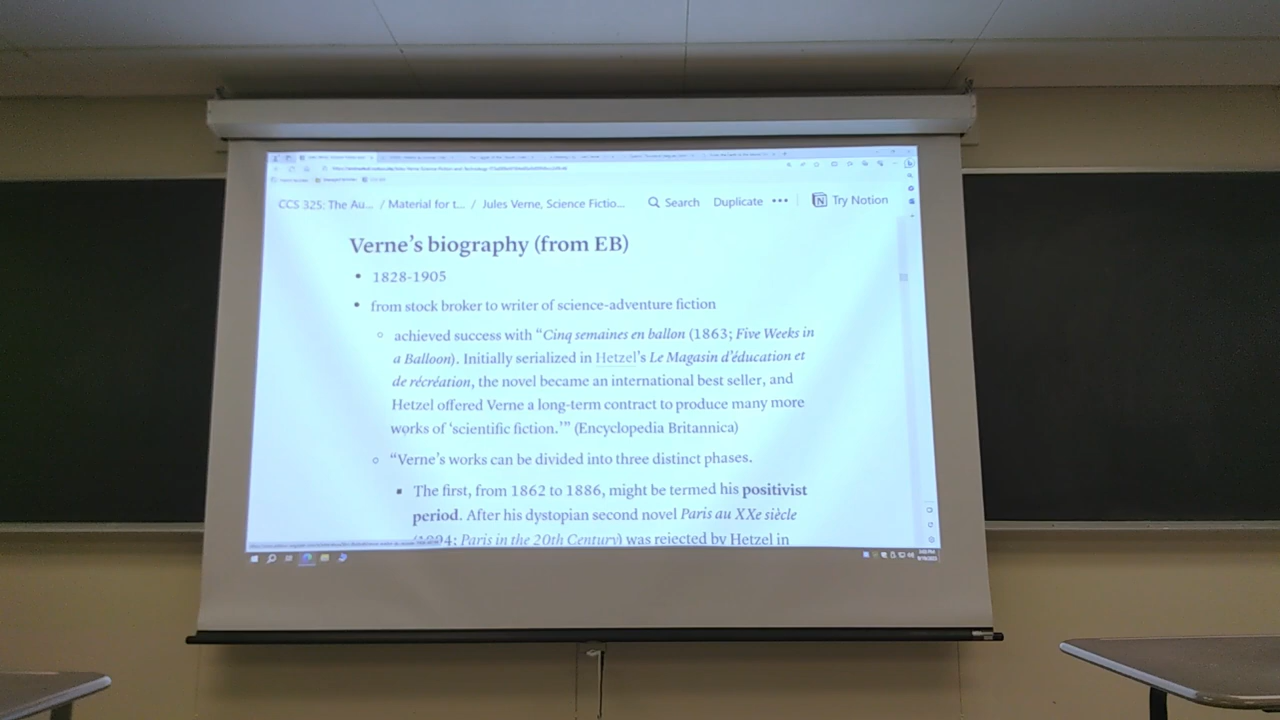 CCS 325: The Au... / Material for t... / Jules Verne, Science Fictio... Search Duplicate ••• Try Notion
Verne's biography (from EB)
• 1828-1905
• from stock broker to writer of science-adventure fiction
◦ achieved success with “Cinq semaines en ballon (1863; Five Weeks in
a Balloon). Initially serialized in Hetzel's Le Magasin d'éducation et
de récréation, the novel became an international best seller, and
Hetzel offered Verne a long-term contract to produce many more
works of ‘scientific fiction.’” (Encyclopedia Britannica)
◦ “Verne's works can be divided into three distinct phases.
▪ The first, from 1862 to 1886, might be termed his positivist
period. After his dystopian second novel Paris au XXe siècle
Paris in the 20th Century) was rejected by Hetzel in